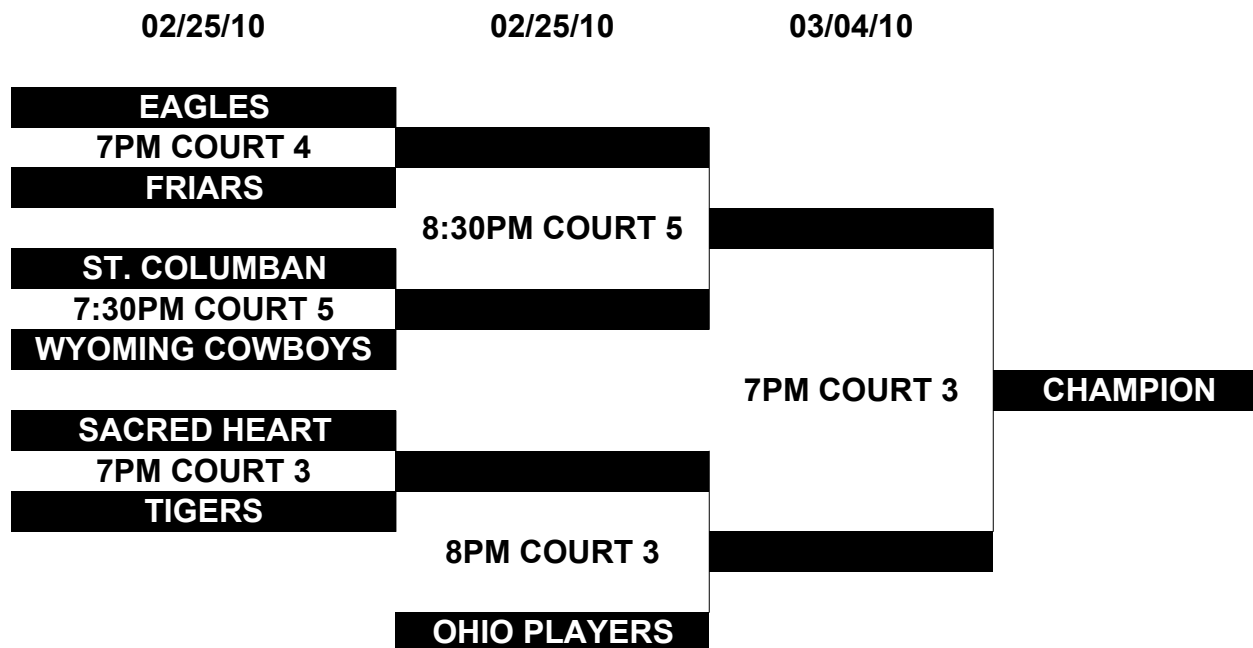 02/25/10 02/25/10 03/04/10
EAGLES
7PM COURT 4
FRIARS
8:30PM COURT 5
ST. COLUMBAN
7:30PM COURT 5
WYOMING COWBOYS
7PM COURT 3 CHAMPION
SACRED HEART
7PM COURT 3
TIGERS
8PM COURT 3
OHIO PLAYERS